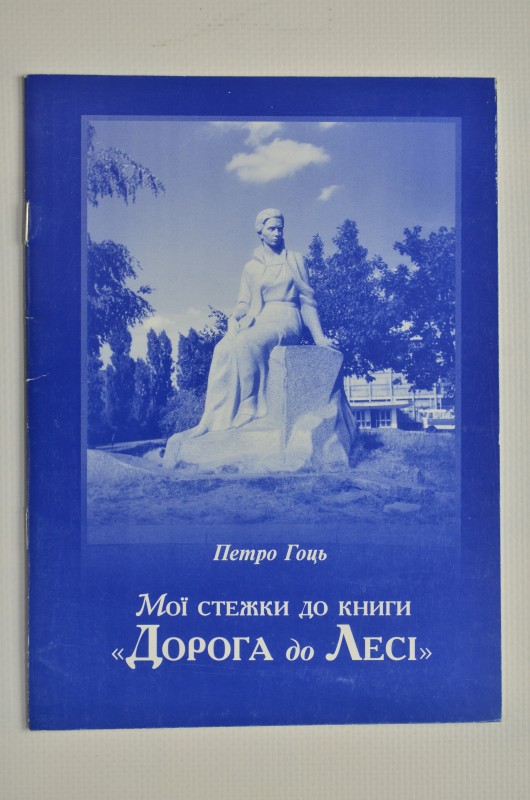 Петро Гоць
Мої стежки до книги
«Дорога до Лесі»